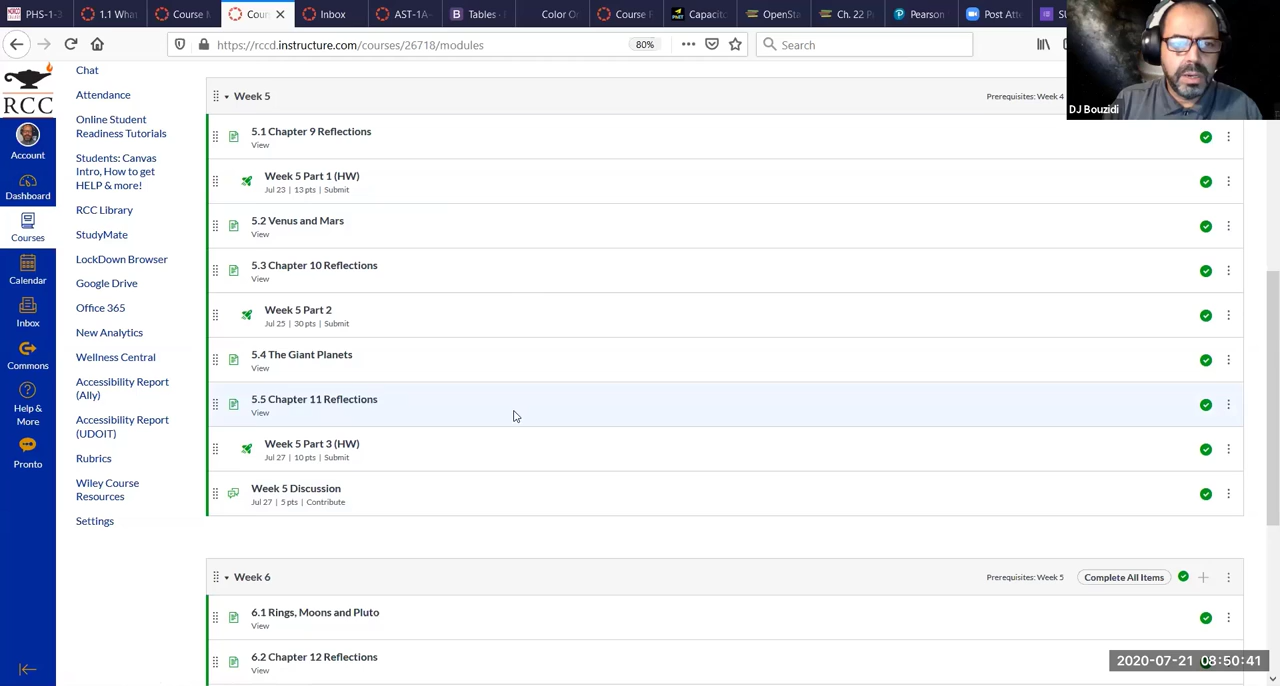 PHS-1
1.1 What
Course M
Cour
Inbox
AST-1A-
Tables ·
Color
Course
Capacit
OpenSta
Ch. 22 P
Pearson
Post Att
https://rccd.instructure.com/courses/26718/modules
80%
Search
DJ Bouzidi
RCC
Account
Dashboard
Courses
Calendar
Inbox
Commons
Help &
More
Pronto
Chat
Attendance
Online Student
Readiness Tutorials
Students: Canvas
Intro, How to get
HELP & more!
RCC Library
StudyMate
LockDown Browser
Google Drive
Office 365
New Analytics
Wellness Central
Accessibility Report
(Ally)
Accessibility Report
(UDOIT)
Rubrics
Wiley Course
Resources
Settings
Week 5
Prerequisites: Week 4
5.1 Chapter 9 Reflections
View
Week 5 Part 1 (HW)
Jul 23 | 13 pts | Submit
5.2 Venus and Mars
View
5.3 Chapter 10 Reflections
View
Week 5 Part 2
Jul 25 | 30 pts | Submit
5.4 The Giant Planets
View
5.5 Chapter 11 Reflections
View
Week 5 Part 3 (HW)
Jul 27 | 10 pts | Submit
Week 5 Discussion
Jul 27 | 5 pts | Contribute
Week 6
Prerequisites: Week 5
Complete All Items
6.1 Rings, Moons and Pluto
View
6.2 Chapter 12 Reflections
View
2020-07-21 08:50:41